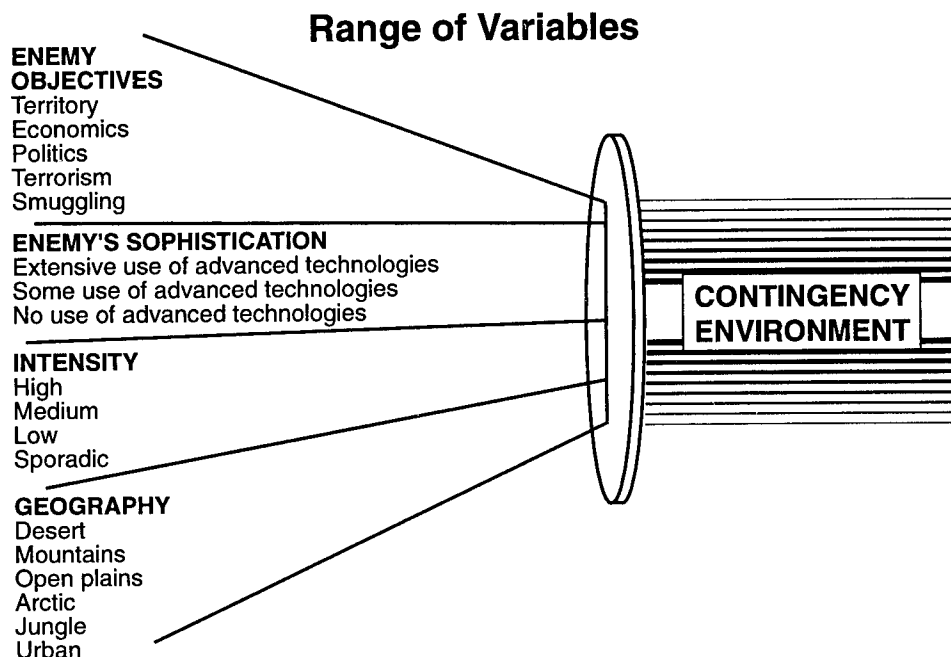 Range of Variables
ENEMY
OBJECTIVES
Territory
Economics
Politics
Terrorism
Smuggling
ENEMY'S SOPHISTICATION
Extensive use of advanced technologies
Some use of advanced technologies
No use of advanced technologies
INTENSITY
High
Medium
Low
Sporadic
GEOGRAPHY
Desert
Mountains
Open plains
Arctic
Jungle
Urban
CONTINGENCY
ENVIRONMENT